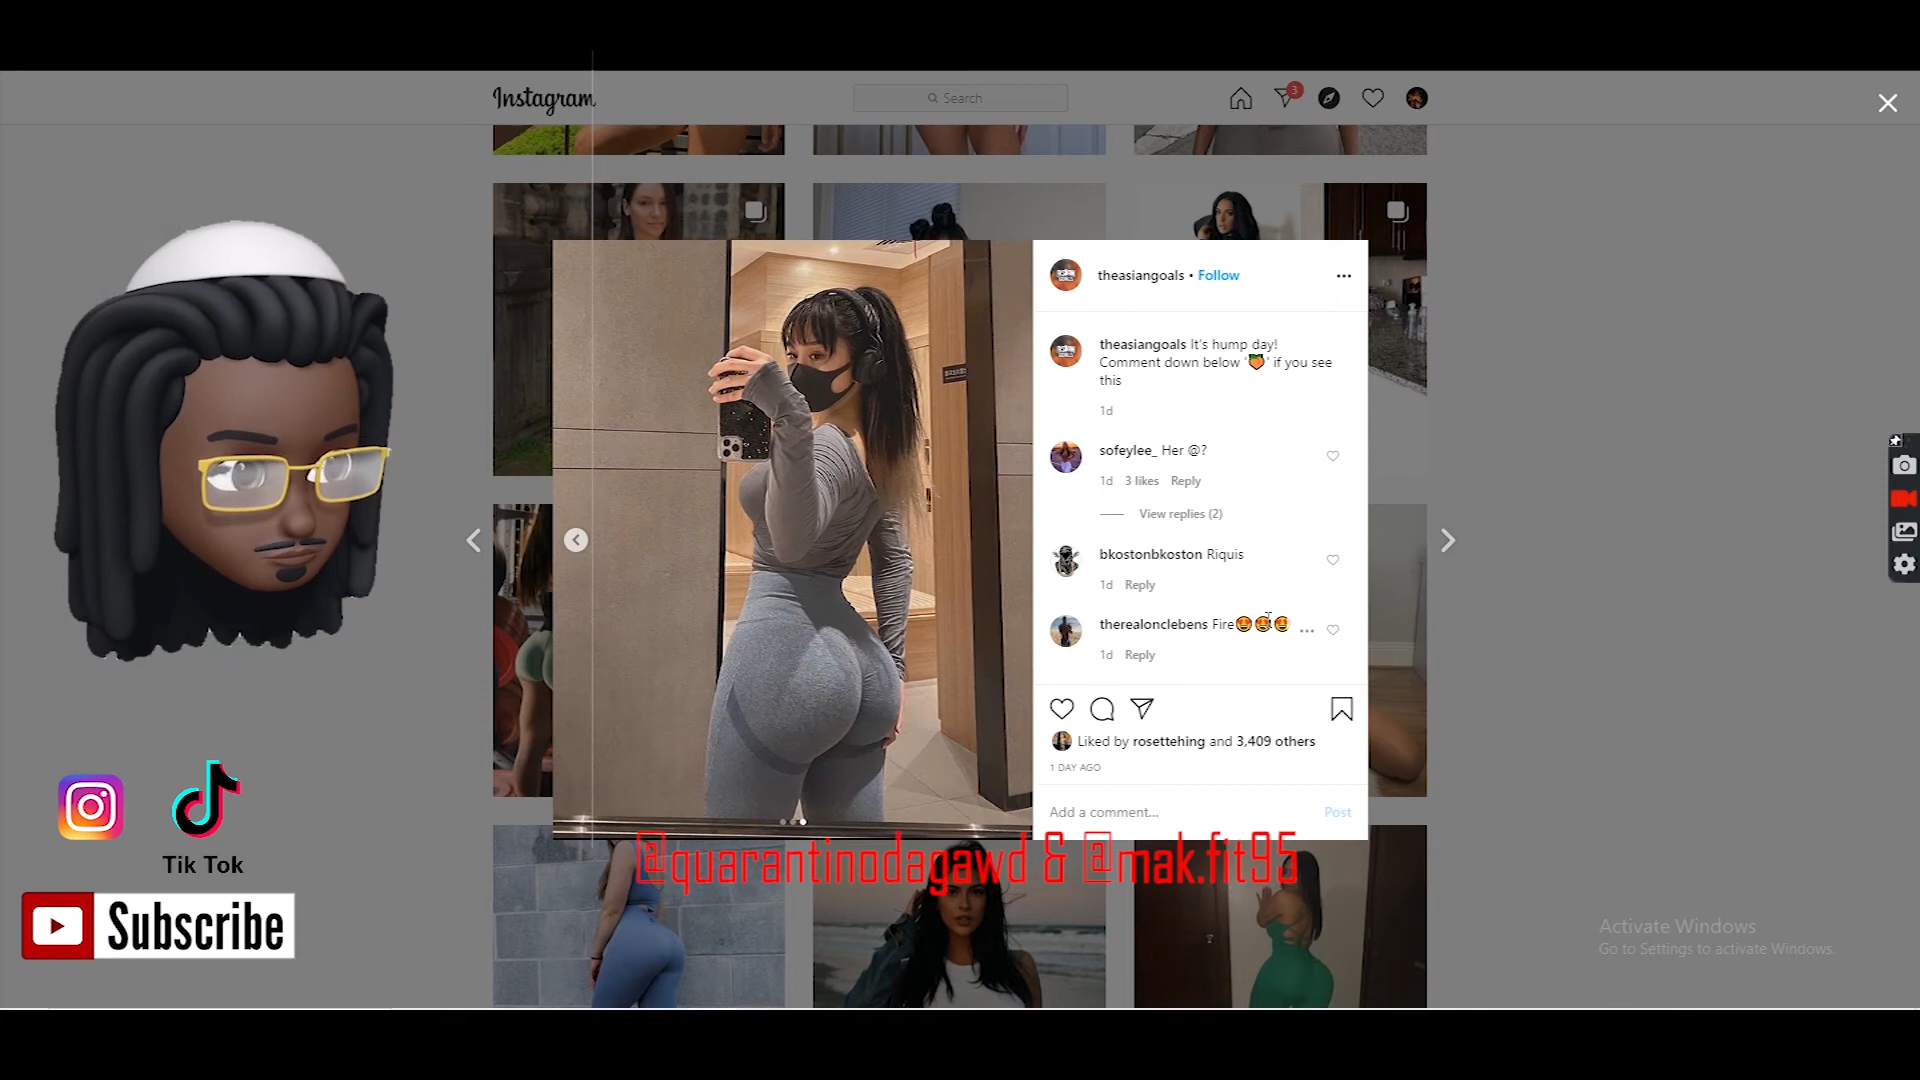 Instagram
Search
3
theasiangoals • Follow
theasiangoals It's hump day!
Comment down below '🍑' if you see
this
1d
sofeylee_ Her @?
1d 3 likes Reply
View replies (2)
bkostonbkoston Riquis
1d Reply
therealonclebens Fire🤩🤩🤩
1d Reply
Liked by rosettehing and 3,409 others
1 DAY AGO
Add a comment... Post
@quarantinodagawd & @mak.fit95
Tik Tok
Subscribe
Activate Windows
Go to Settings to activate Windows.